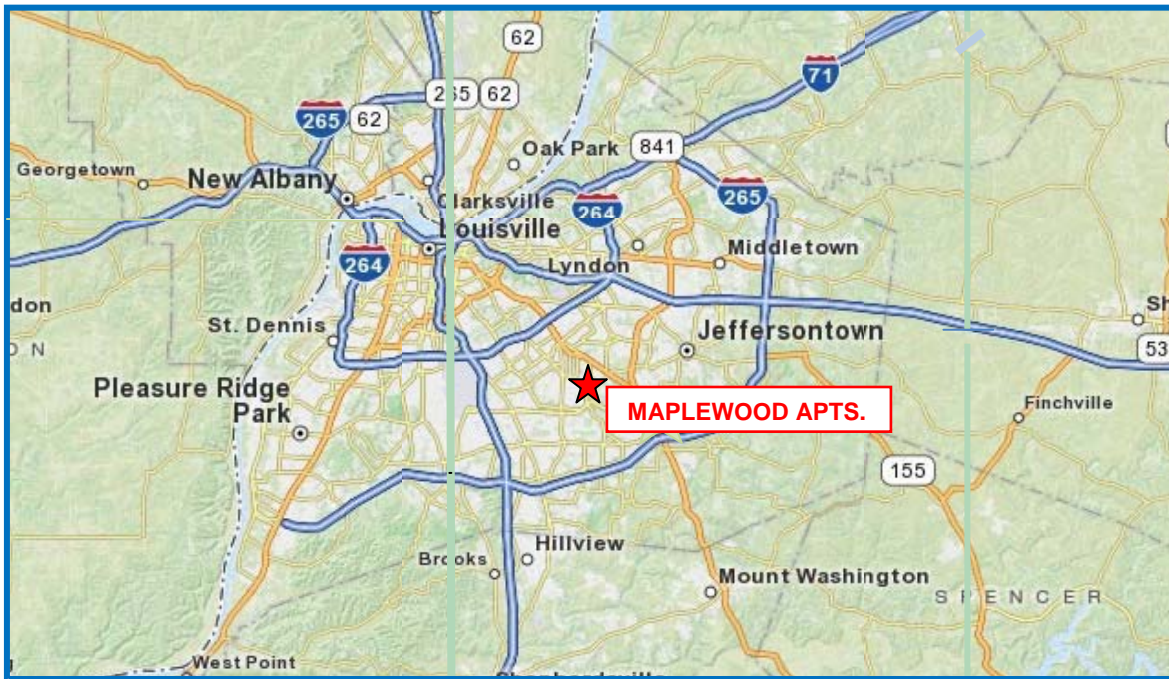 62
71
265
62
265
62
841
Oak Park
Georgetown
New Albany
Clarksville
264
265
Louisville
Middletown
264
Lyndon
don
St. Dennis
Jeffersontown
Sh
53
O N
Pleasure Ridge
Park
MAPLEWOOD APTS.
Finchville
155
Brooks
Hillview
Mount Washington
SPENCER
West Point